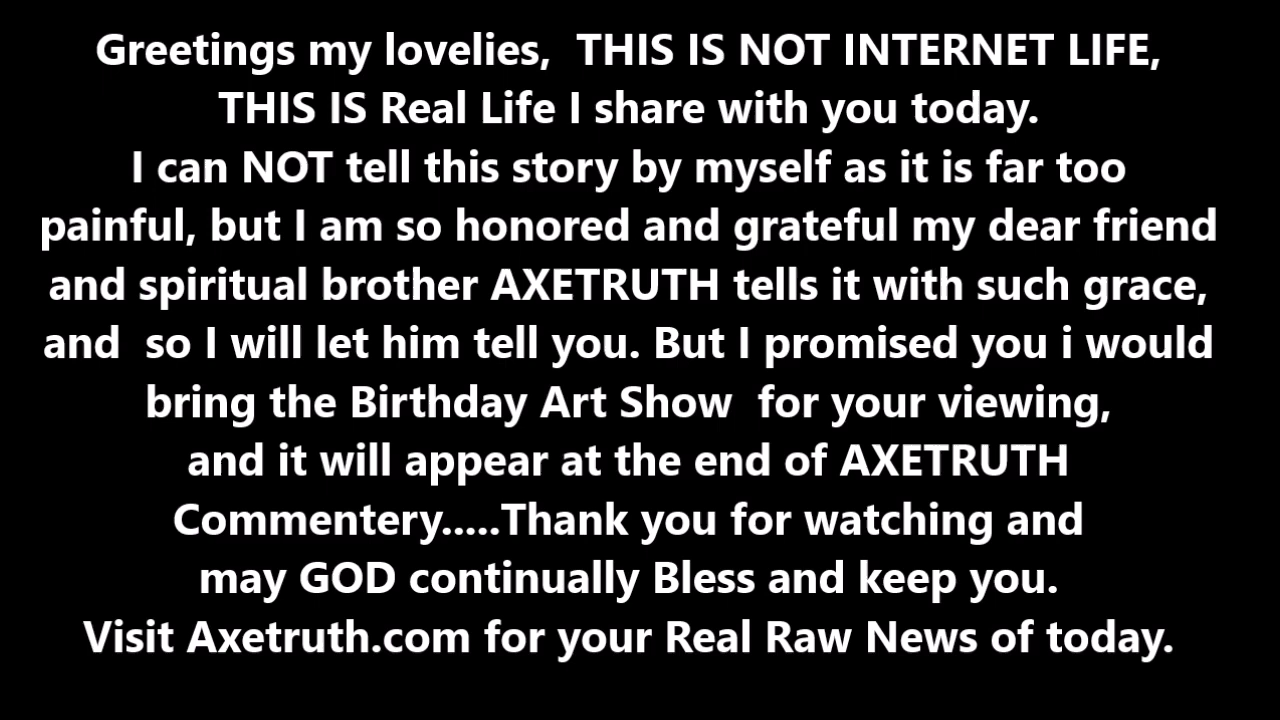 Greetings my lovelies,  THIS IS NOT INTERNET LIFE,
THIS IS Real Life I share with you today.
I can NOT tell this story by myself as it is far too
painful, but I am so honored and grateful my dear friend
and spiritual brother AXETRUTH tells it with such grace,
and  so I will let him tell you. But I promised you i would
bring the Birthday Art Show  for your viewing,
and it will appear at the end of AXETRUTH
Commentery.....Thank you for watching and
may GOD continually Bless and keep you.
Visit Axetruth.com for your Real Raw News of today.